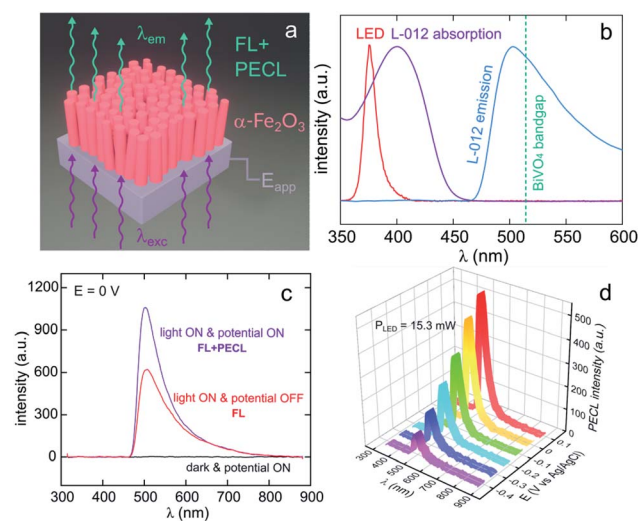 a
λem
FL+
PECL
α-Fe₂O₃
Eapp
λexc
b
LED L-012 absorption
L-012 emission
BiVO₄ bandgap
intensity (a.u.)
350 400 450 500 550 600
λ (nm)
c
E = 0 V
1200
900
600
300
0
intensity (a.u.)
light ON & potential ON
FL+PECL
light ON & potential OFF
FL
dark & potential ON
300 400 500 600 700 800 900
λ (nm)
d
P_LED = 15.3 mW
500
400
300
200
100
0
PECL intensity (a.u.)
0.1
0
-0.1
-0.2
-0.3
-0.4
E (V vs Ag/AgCl)
300
400
500
600
700
800
900
λ (nm)